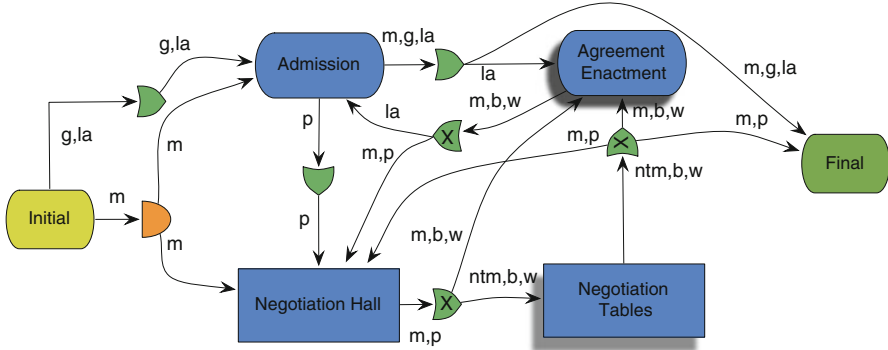 g,la
m,g,la
Admission
la
Agreement
Enactment
m,g,la
g,la
m
p
la
m,b,w
m,b,w
m,p
X
m,p
X
m,p
Final
Initial
m
m
p
m,b,w
ntm,b,w
Negotiation Hall
X
ntm,b,w
Negotiation
Tables
m,p